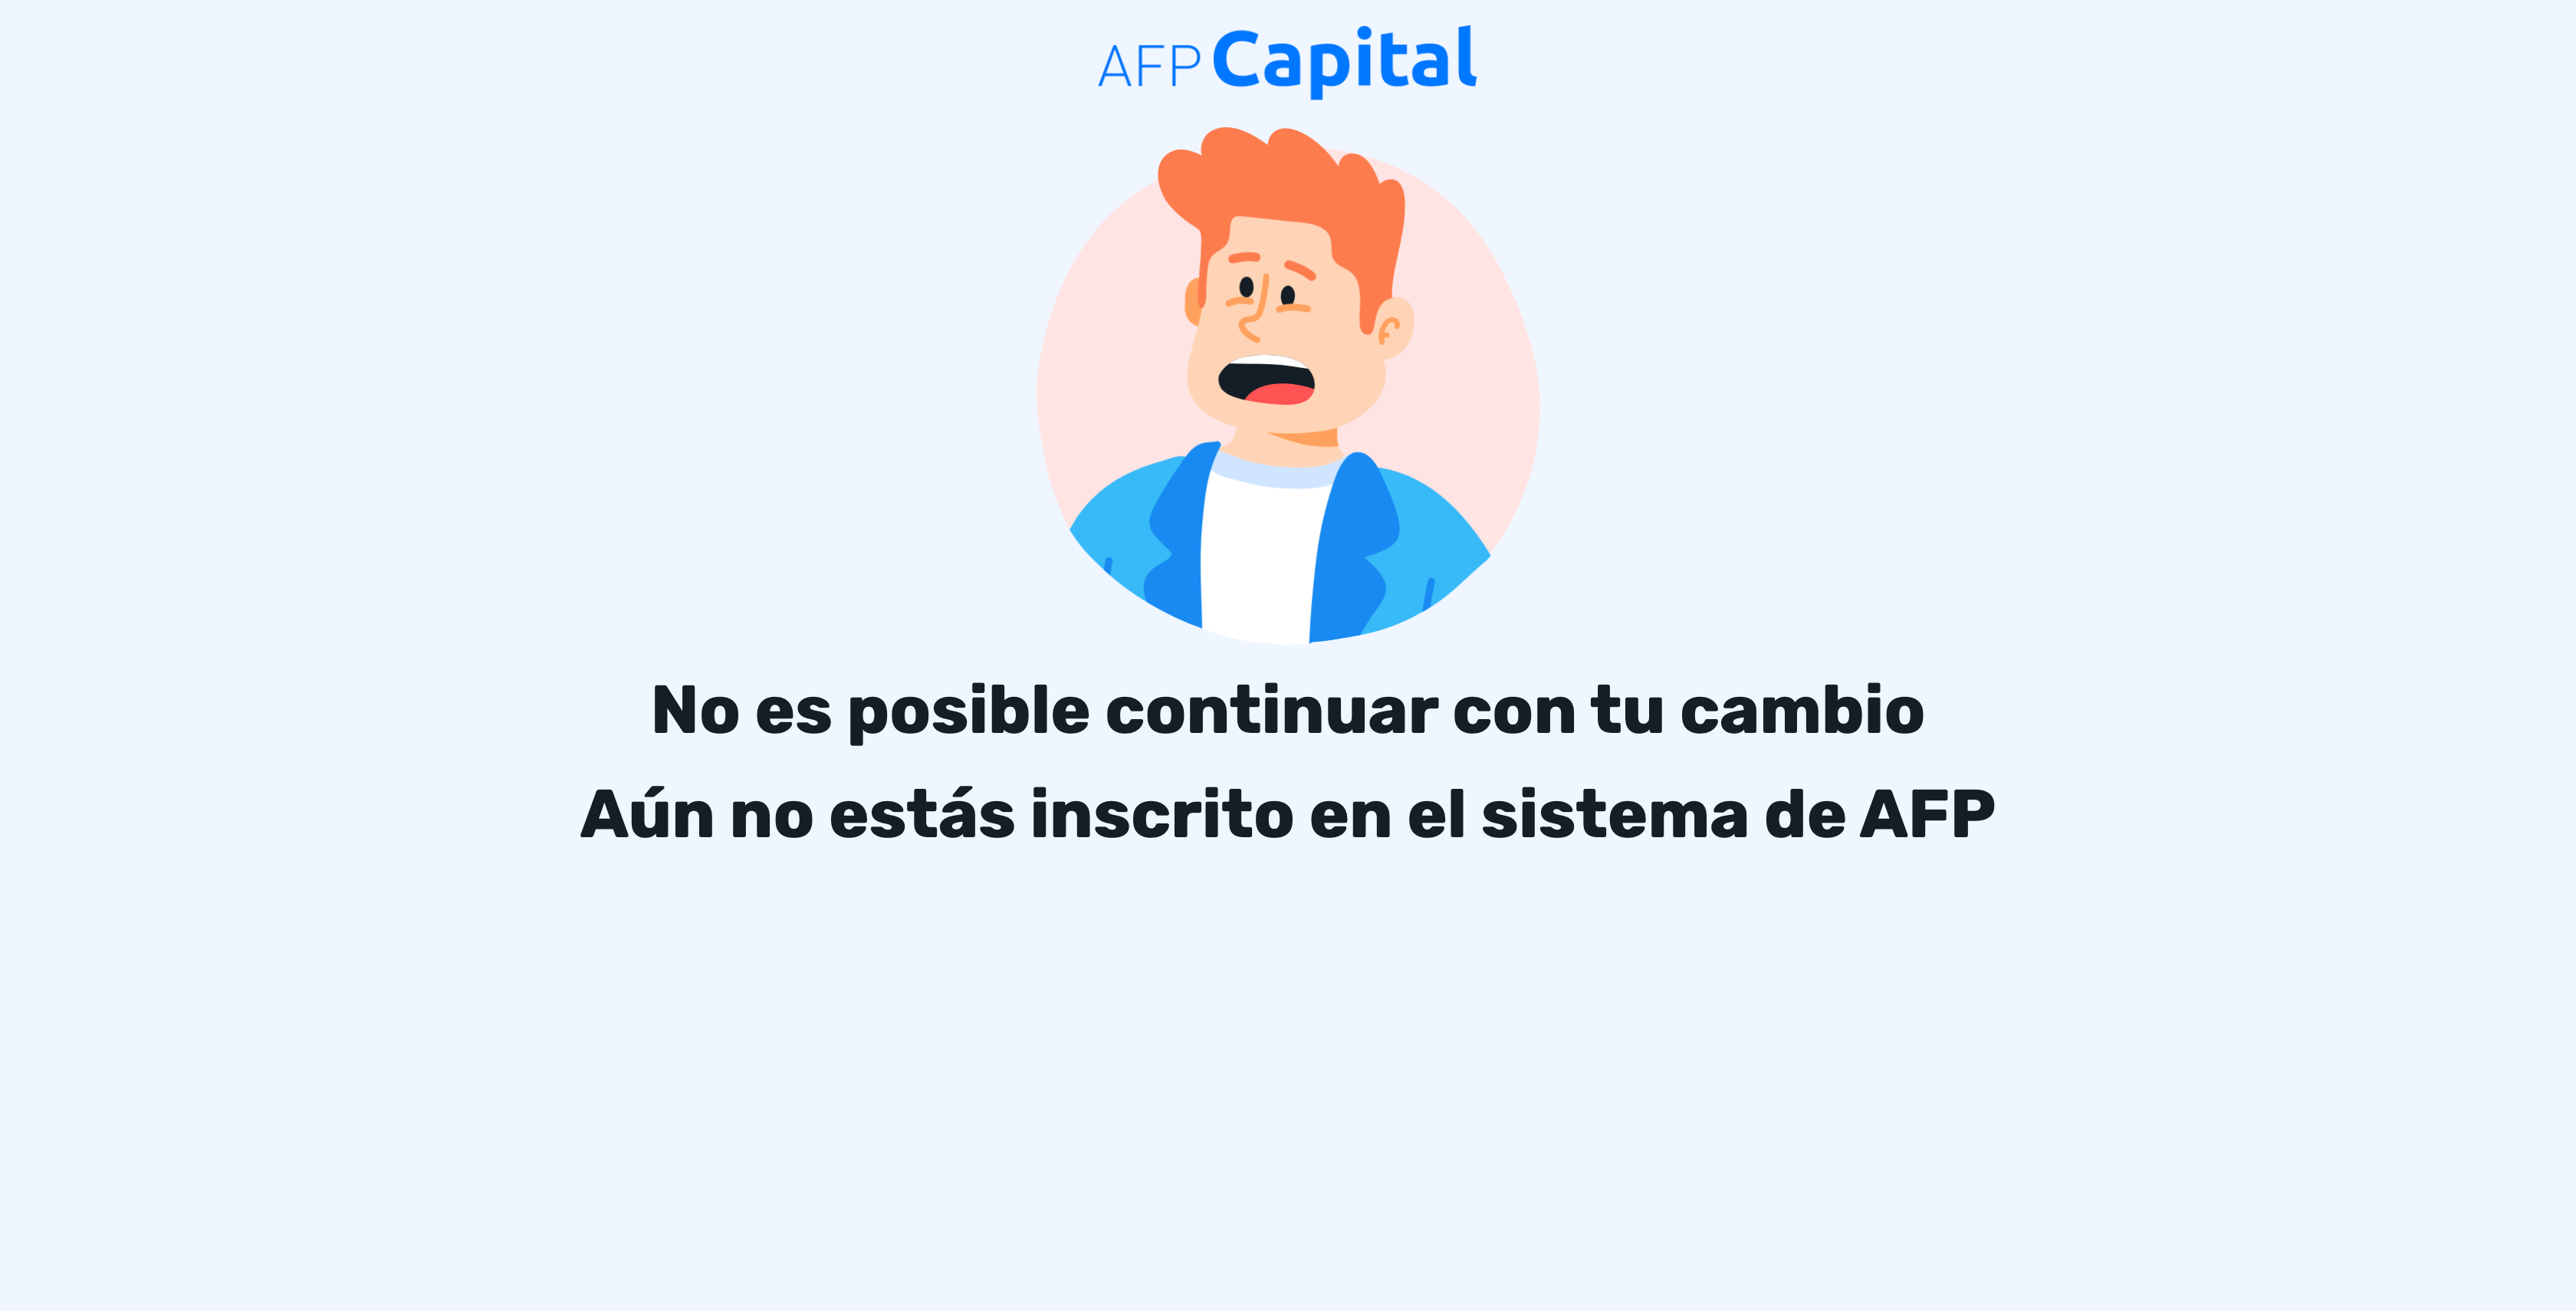 AFP Capital
No es posible continuar con tu cambio
Aún no estás inscrito en el sistema de AFP